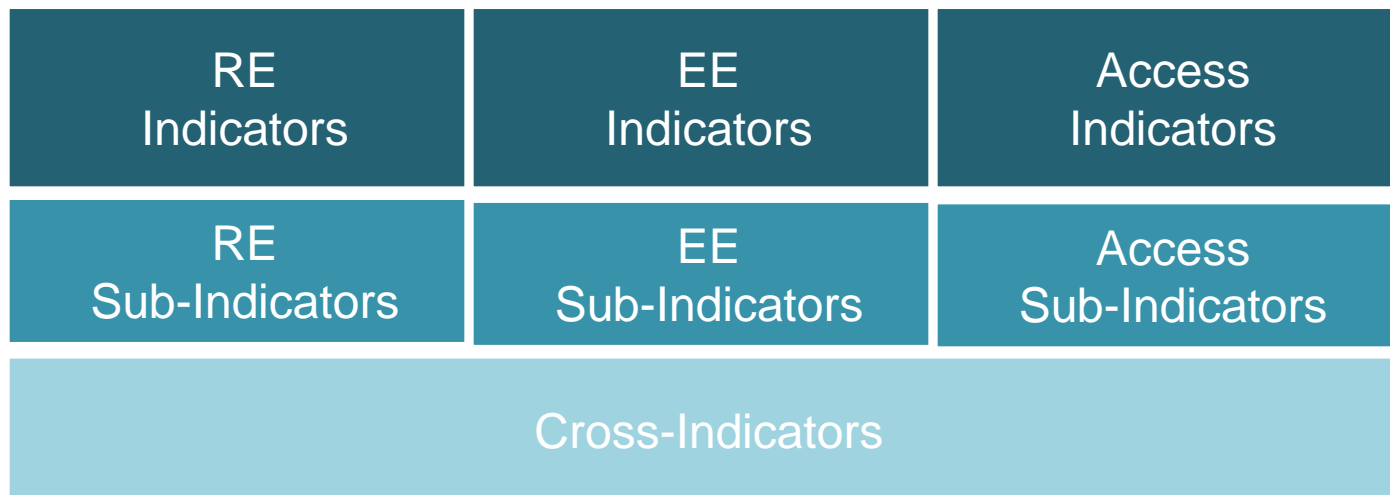 RE
Indicators
EE
Indicators
Access
Indicators
RE
Sub-Indicators
EE
Sub-Indicators
Access
Sub-Indicators
Cross-Indicators